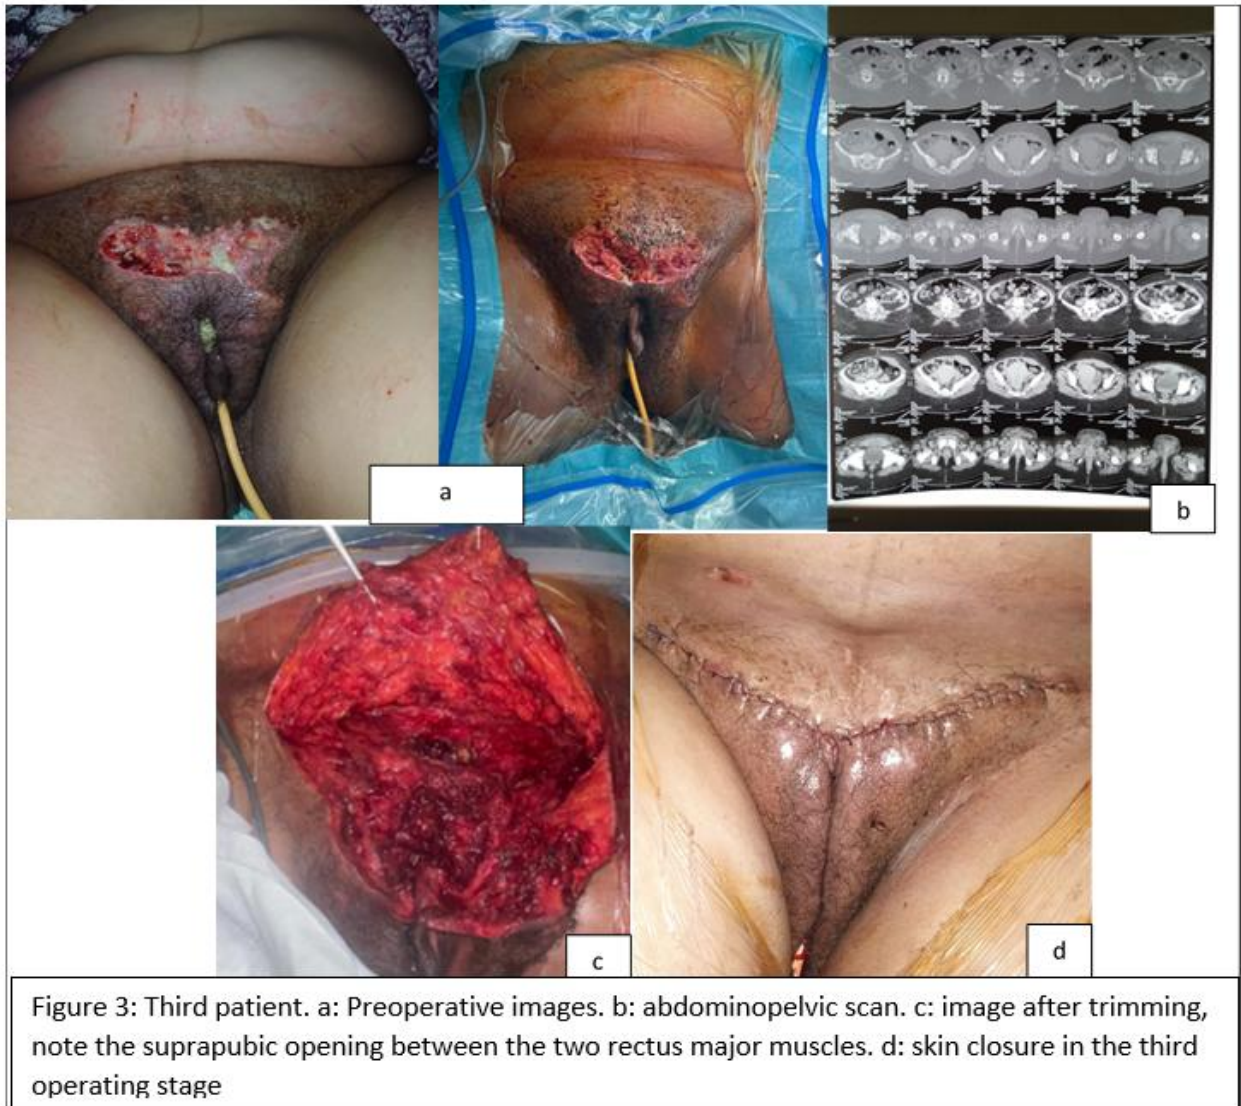 a
b
c
d
Figure 3: Third patient. a: Preoperative images. b: abdominopelvic scan. c: image after trimming,
note the suprapubic opening between the two rectus major muscles. d: skin closure in the third
operating stage